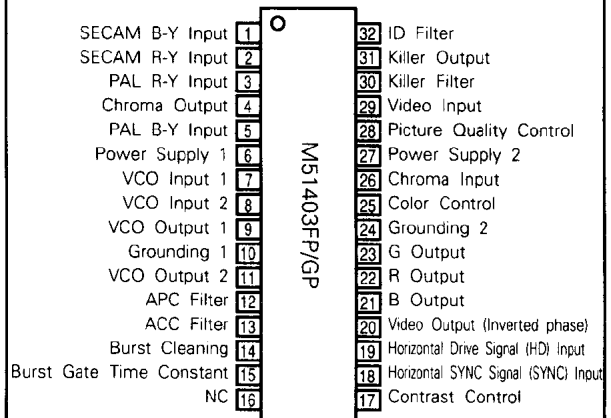 SECAM B-Y Input 1
SECAM R-Y Input 2
PAL R-Y Input 3
Chroma Output 4
PAL B-Y Input 5
Power Supply 1 6
VCO Input 1 7
VCO Input 2 8
VCO Output 1 9
Grounding 1 10
VCO Output 2 11
APC Filter 12
ACC Filter 13
Burst Cleaning 14
Burst Gate Time Constant 15
NC 16
M51403FP/GP
32 ID Filter
31 Killer Output
30 Killer Filter
29 Video Input
28 Picture Quality Control
27 Power Supply 2
26 Chroma Input
25 Color Control
24 Grounding 2
23 G Output
22 R Output
21 B Output
20 Video Output (Inverted phase)
19 Horizontal Drive Signal (HD) Input
18 Horizontal SYNC Signal (SYNC) Input
17 Contrast Control